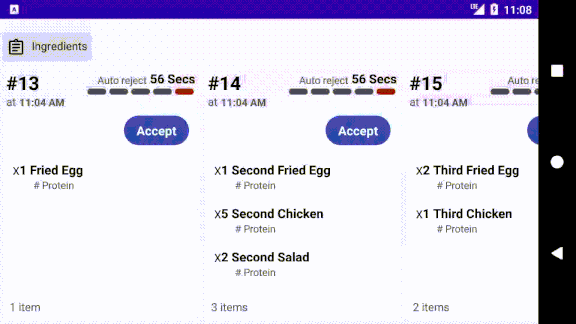 A LTE 11:08
Ingredients
#13
Auto reject 56 Secs
at 11:04 AM
Accept
X1 Fried Egg
# Protein
1 item
#14
Auto reject 56 Secs
at 11:04 AM
Accept
X1 Second Fried Egg
# Protein
X5 Second Chicken
# Protein
X2 Second Salad
# Protein
3 items
#15
Auto re
at 11:04 AM
X2 Third Fried Egg
# Protein
X1 Third Chicken
# Protein
2 items